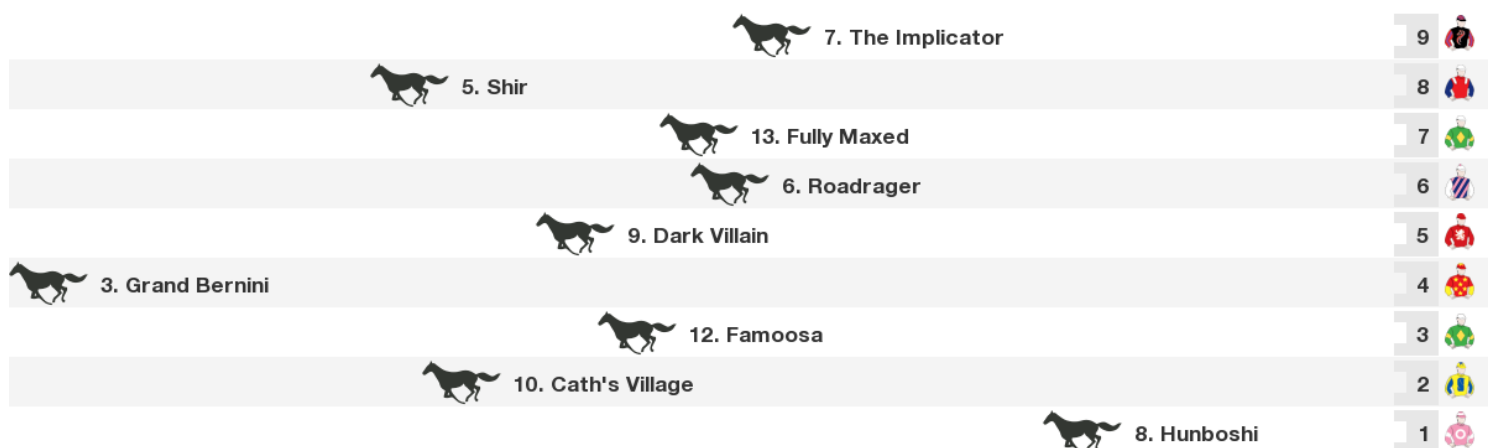 7. The Implicator 9
5. Shir 8
13. Fully Maxed 7
6. Roadrager 6
9. Dark Villain 5
3. Grand Bernini 4
12. Famoosa 3
10. Cath's Village 2
8. Hunboshi 1